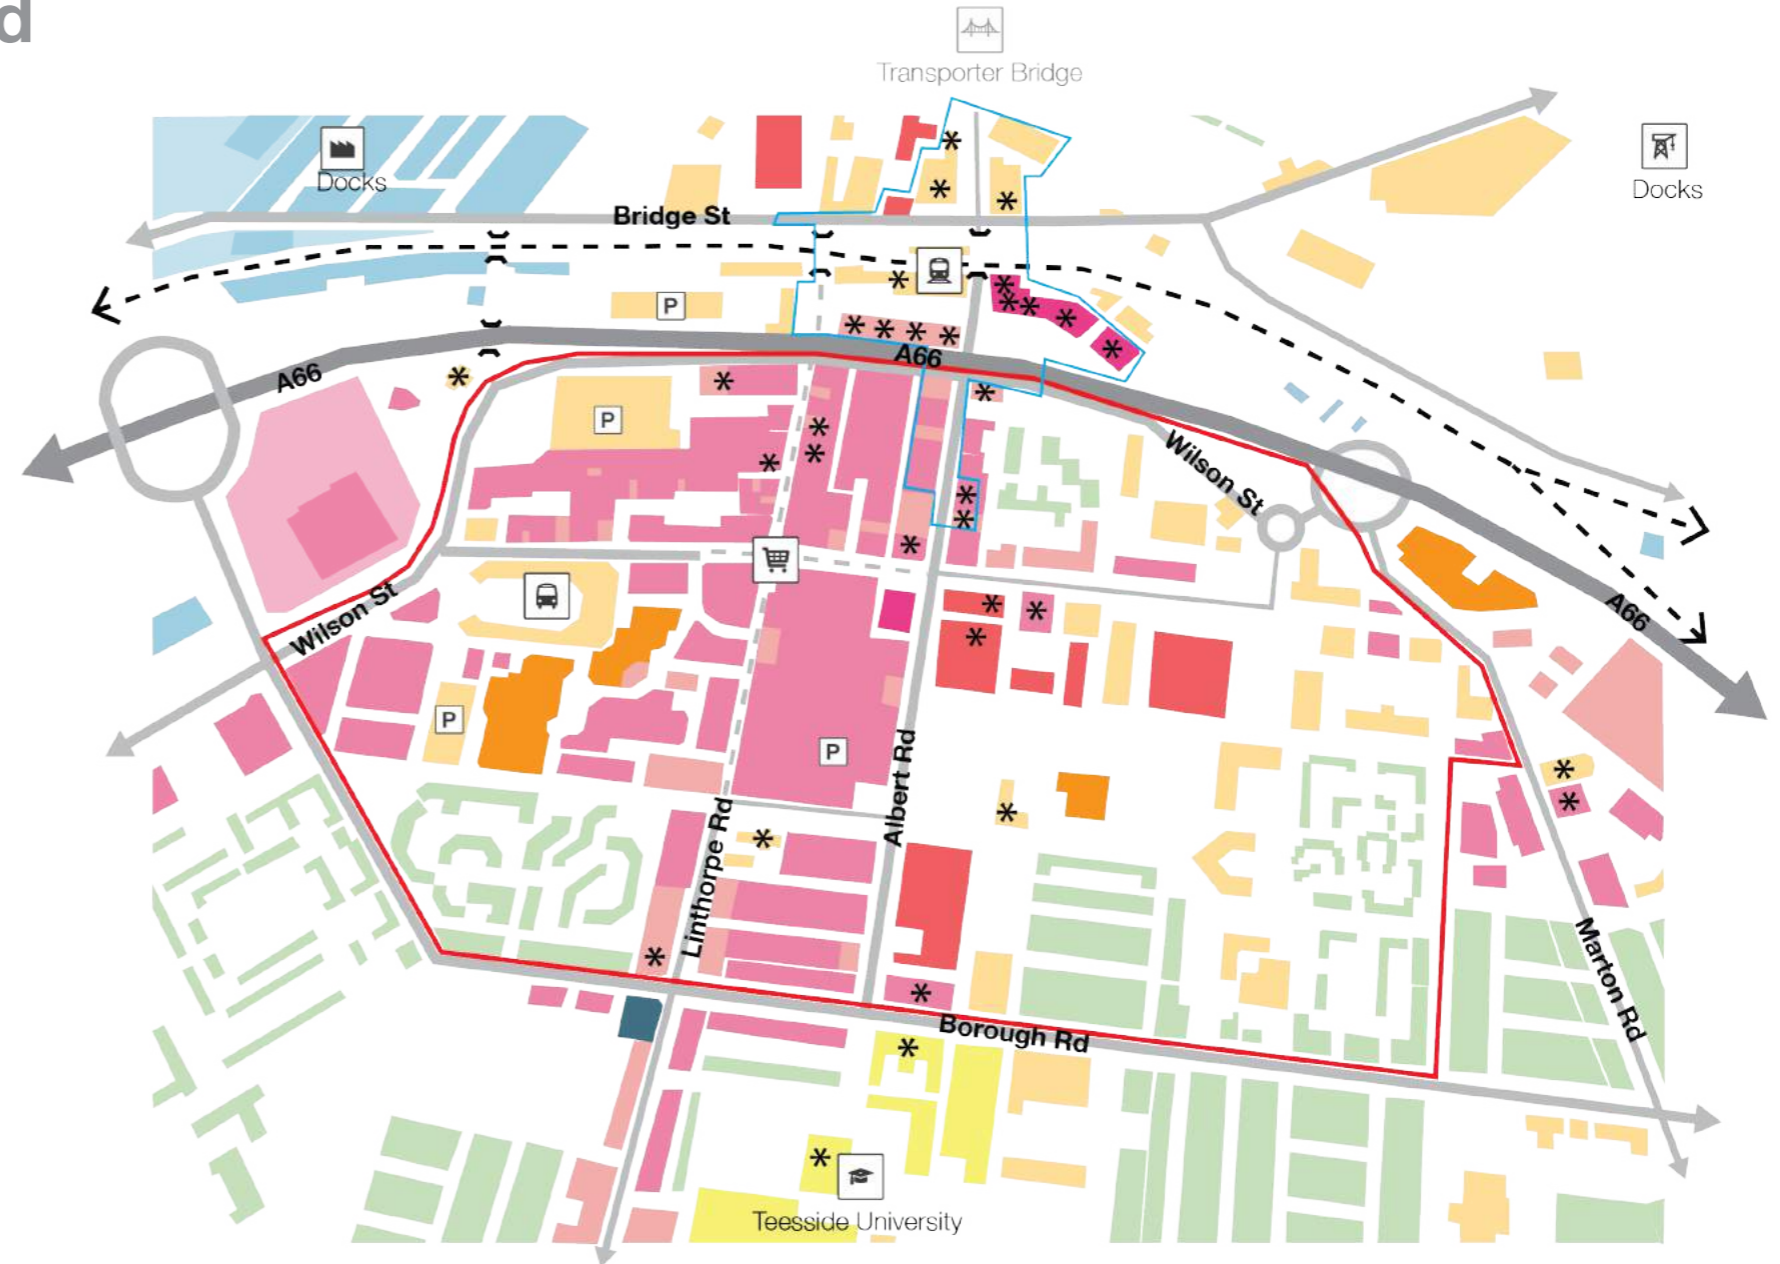 d
Transporter Bridge
Docks
Docks
Bridge St
P
A66
A66
P
Wilson St
Wilson St
A66
P
P
Albert Rd
Linthorpe Rd
Marton Rd
Borough Rd
Teesside University